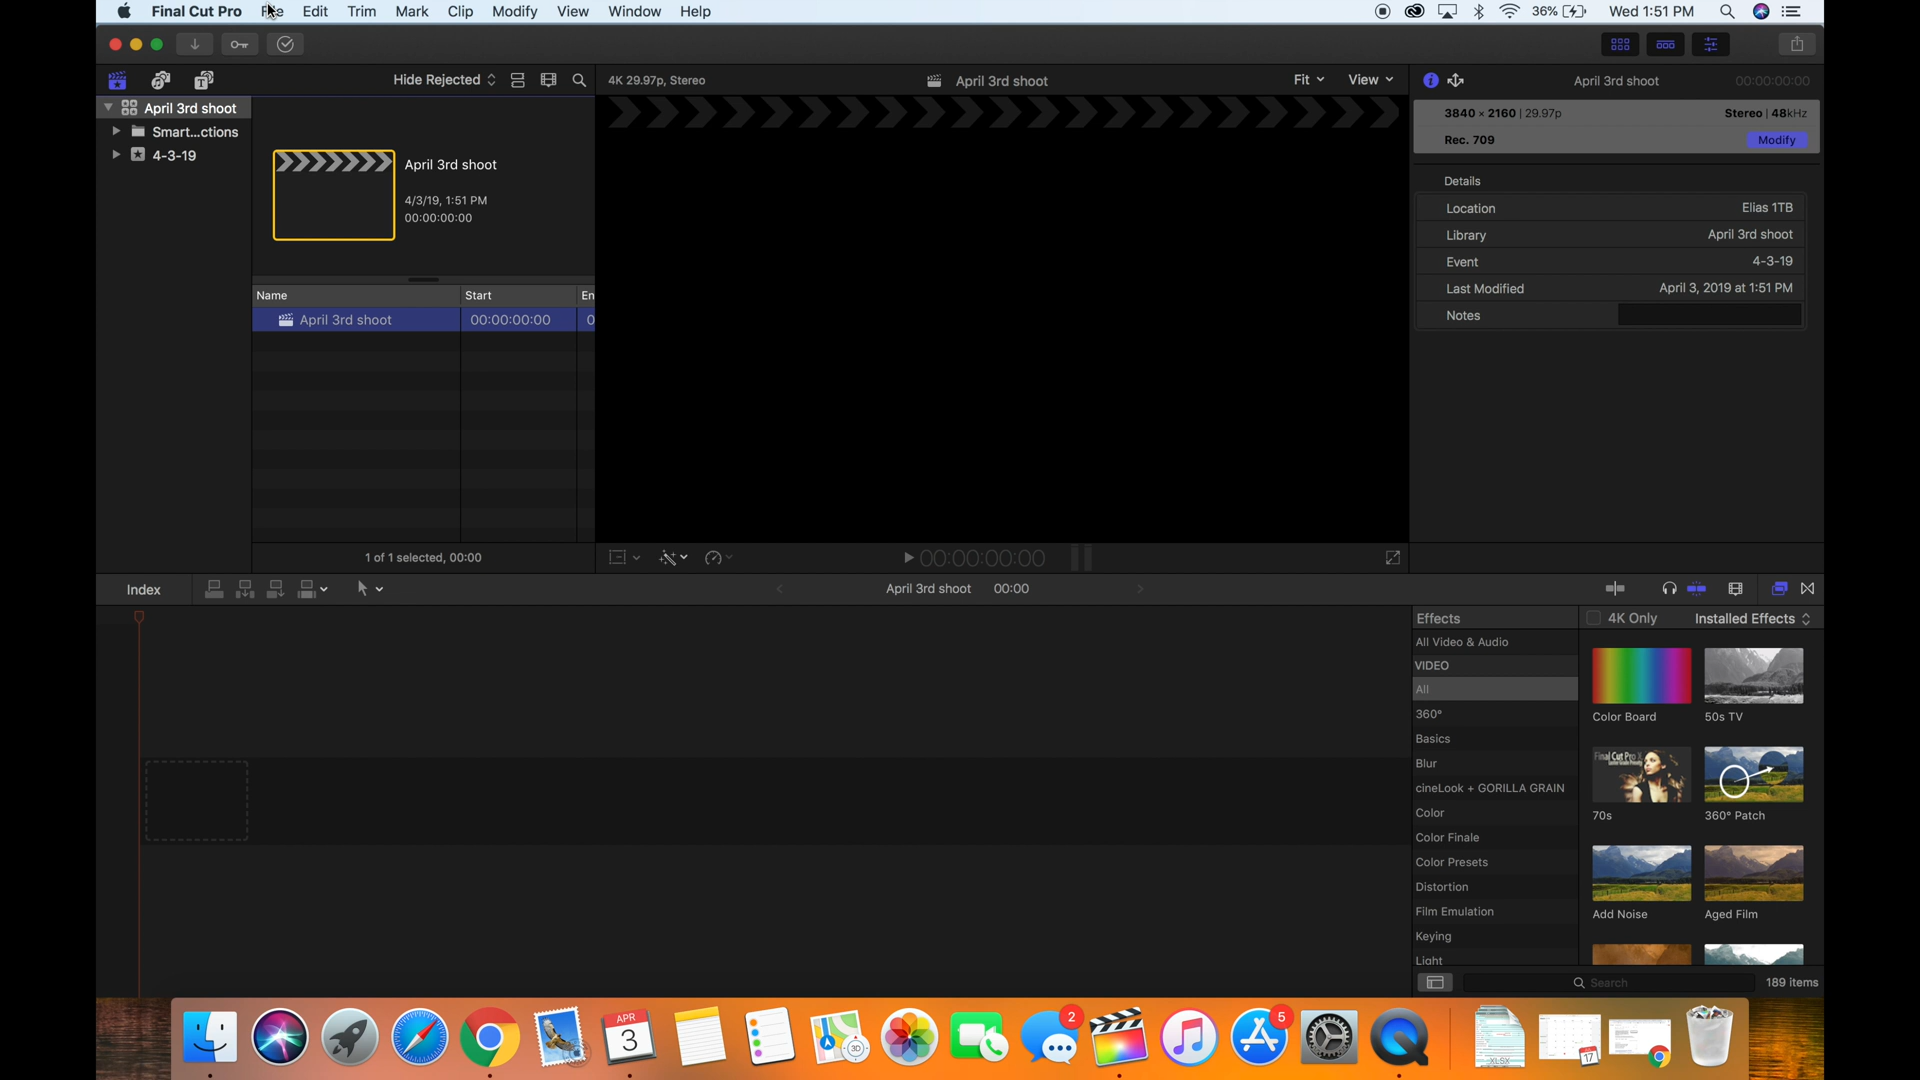 Final Cut Pro File Edit Trim Mark Clip Modify View Window Help 36% Wed 1:51 PM
Hide Rejected
4K 29.97p, Stereo
April 3rd shoot
Fit
View
April 3rd shoot
00:00:00:00
April 3rd shoot
Smart...ctions
4-3-19
April 3rd shoot
4/3/19, 1:51 PM
00:00:00:00
Name Start En
April 3rd shoot 00:00:00:00 0
1 of 1 selected, 00:00
00:00:00:00
3840 × 2160 | 29.97p Stereo | 48kHz
Rec. 709 Modify
Details
Location Elias 1TB
Library April 3rd shoot
Event 4-3-19
Last Modified April 3, 2019 at 1:51 PM
Notes
Index
April 3rd shoot 00:00
Effects
4K Only Installed Effects
All Video & Audio
VIDEO
All
360°
Basics
Blur
cineLook + GORILLA GRAIN
Color
Color Finale
Color Presets
Distortion
Film Emulation
Keying
Light
Color Board 50s TV
Final Cut Pro X
70s 360° Patch
Add Noise Aged Film
Search
189 items
APR
3
3D
2
5
XLSX
17